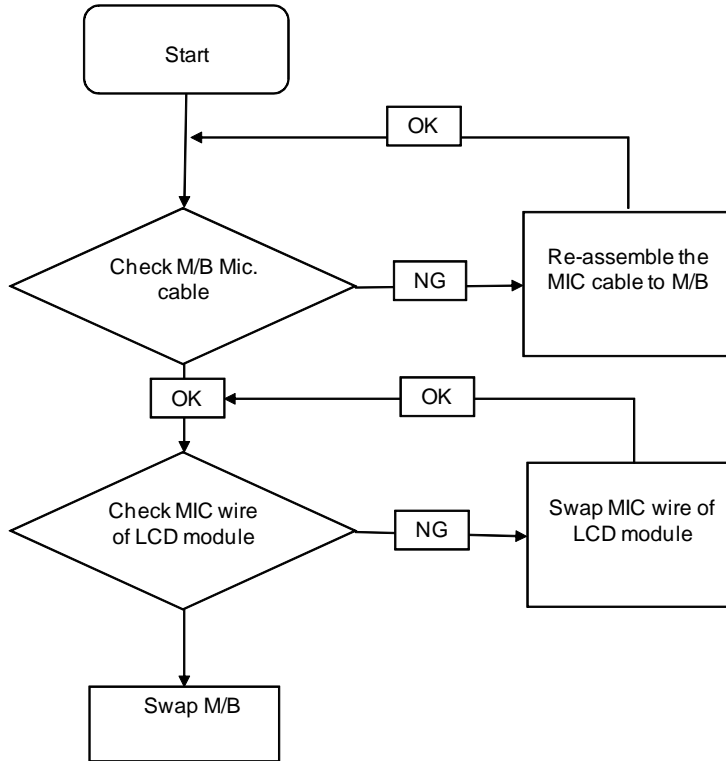 Start
OK
Check M/B Mic.
cable
NG
Re-assemble the
MIC cable to M/B
OK
OK
Check MIC wire
of LCD module
NG
Swap MIC wire of
LCD module
Swap M/B